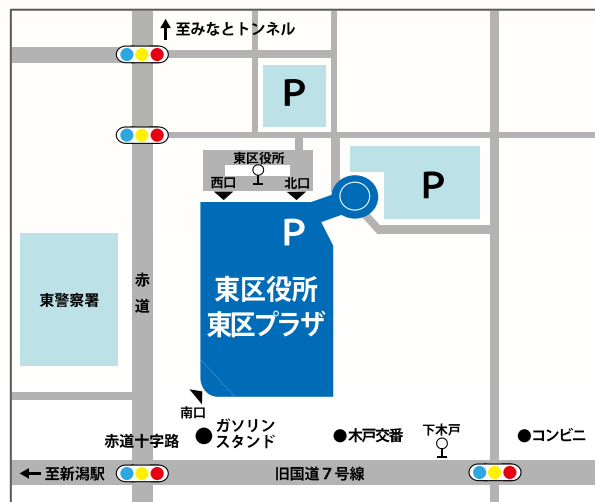 至みなとトンネル
P
東区役所
西口
北口
P
P
東区役所
東区プラザ
東警察署
赤道
南口
ガソリン
スタンド
赤道十字路
木戸交番
下木戸
コンビニ
至新潟駅
旧国道7号線